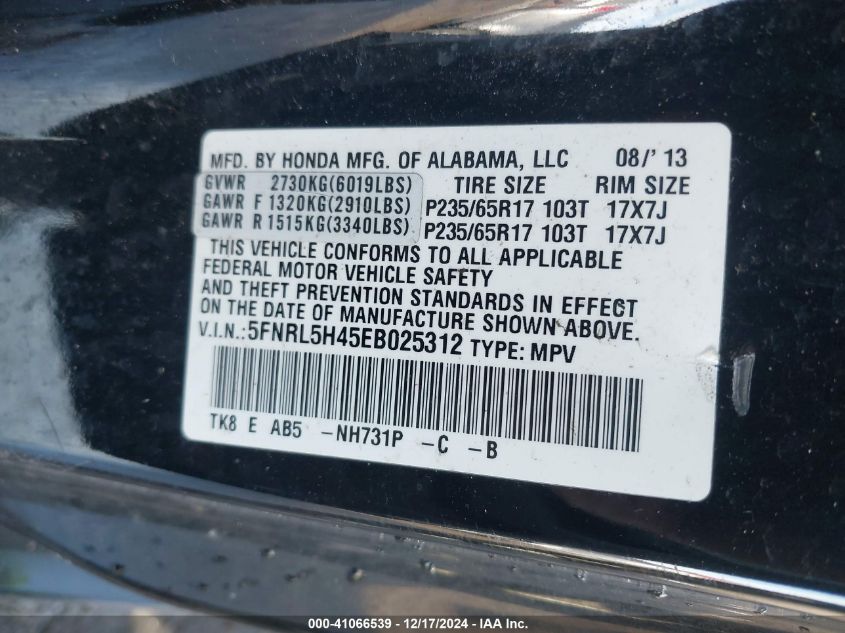 MFD. BY HONDA MFG. OF ALABAMA, LLC 08/' 13
GVWR 2730KG(6019LBS) TIRE SIZE RIM SIZE
GAWR F 1320KG(2910LBS) P235/65R17 103T 17X7J
GAWR R 1515KG(3340LBS) P235/65R17 103T 17X7J
THIS VEHICLE CONFORMS TO ALL APPLICABLE
FEDERAL MOTOR VEHICLE SAFETY
AND THEFT PREVENTION STANDARDS IN EFFECT
ON THE DATE OF MANUFACTURE SHOWN ABOVE.
V.I.N.:5FNRL5H45EB025312 TYPE: MPV
TK8 E AB5 -NH731P -C -B
000-41066539 - 12/17/2024 - IAA Inc.